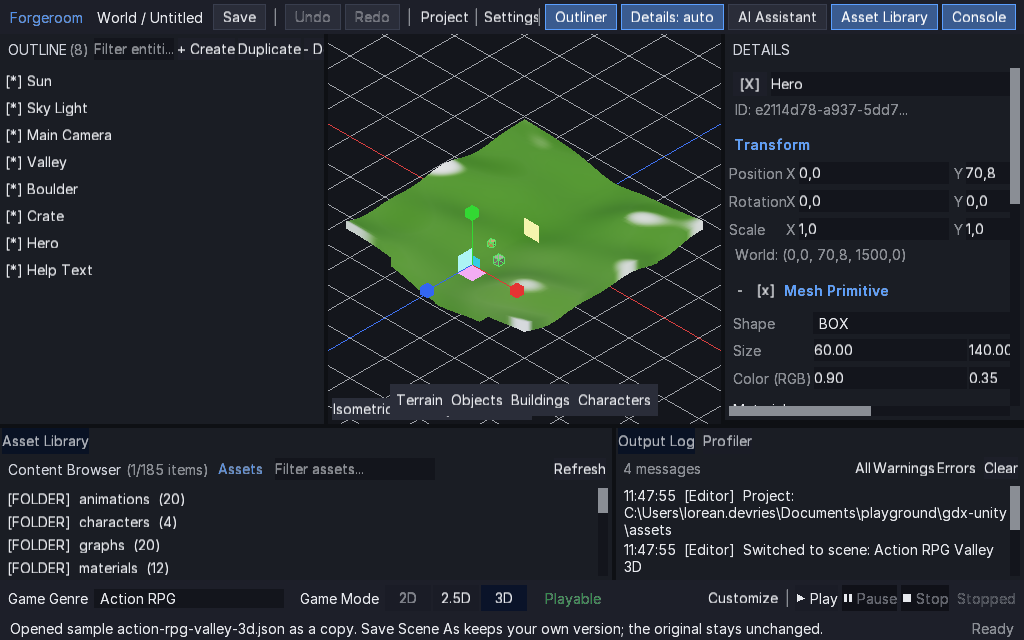 Forgeroom World / Untitled Save | Undo Redo | Project | Settings Outliner Details: auto AI Assistant Asset Library Console
OUTLINE (8) Filter entiti... + Create Duplicate - D
[*] Sun
[*] Sky Light
[*] Main Camera
[*] Valley
[*] Boulder
[*] Crate
[*] Hero
[*] Help Text
Isometric
Terrain Objects Buildings Characters
DETAILS
[X] Hero
ID: e2114d78-a937-5dd7...
Transform
Position X 0,0 Y 70,8
Rotation X 0,0 Y 0,0
Scale X 1,0 Y 1,0
World: (0,0, 70,8, 1500,0)
- [x] Mesh Primitive
Shape BOX
Size 60.00 140.00
Color (RGB) 0.90 0.35
Asset Library
Content Browser (1/185 items) Assets Filter assets... Refresh
[FOLDER] animations (20)
[FOLDER] characters (4)
[FOLDER] graphs (20)
[FOLDER] materials (12)
Output Log Profiler
4 messages All Warnings Errors Clear
11:47:55 [Editor] Project:
C:\Users\lorean.devries\Documents\playground\gdx-unity
\assets
11:47:55 [Editor] Switched to scene: Action RPG Valley
3D
Game Genre Action RPG Game Mode 2D 2.5D 3D Playable Customize | Play Pause Stop Stopped
Opened sample action-rpg-valley-3d.json as a copy. Save Scene As keeps your own version; the original stays unchanged. Ready